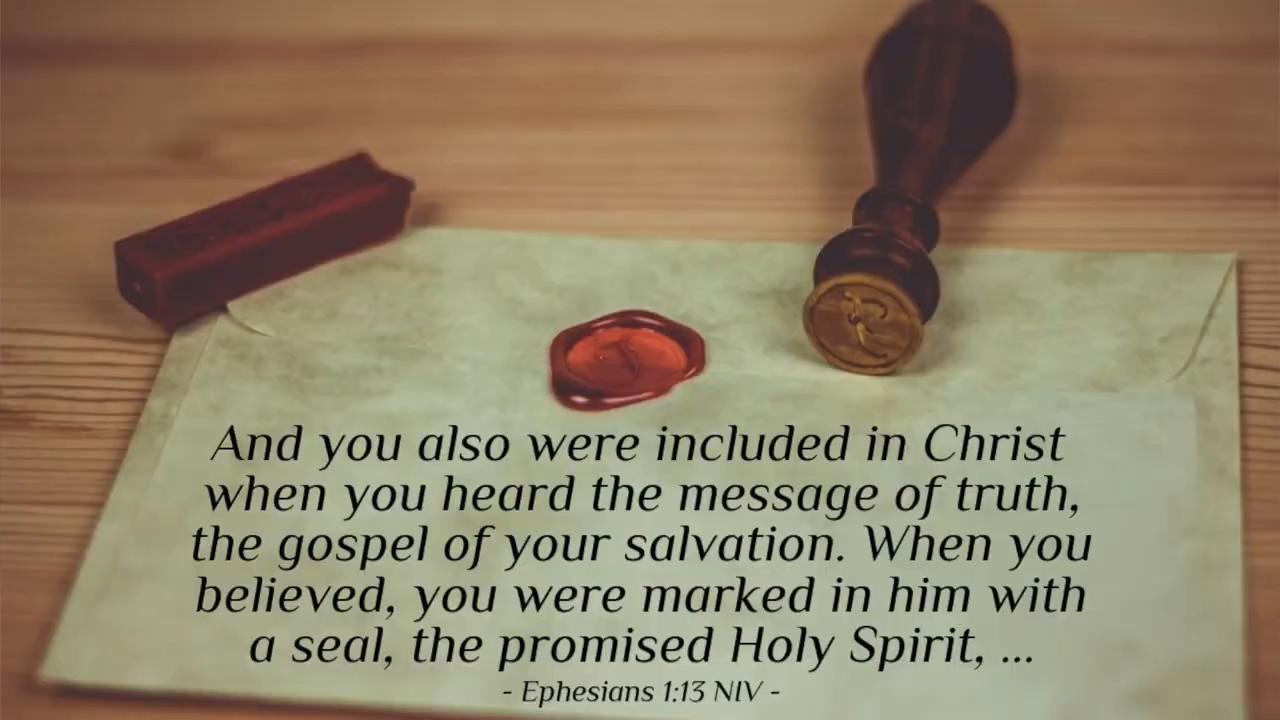 And you also were included in Christ
when you heard the message of truth,
the gospel of your salvation. When you
believed, you were marked in him with
a seal, the promised Holy Spirit, ...
- Ephesians 1:13 NIV -